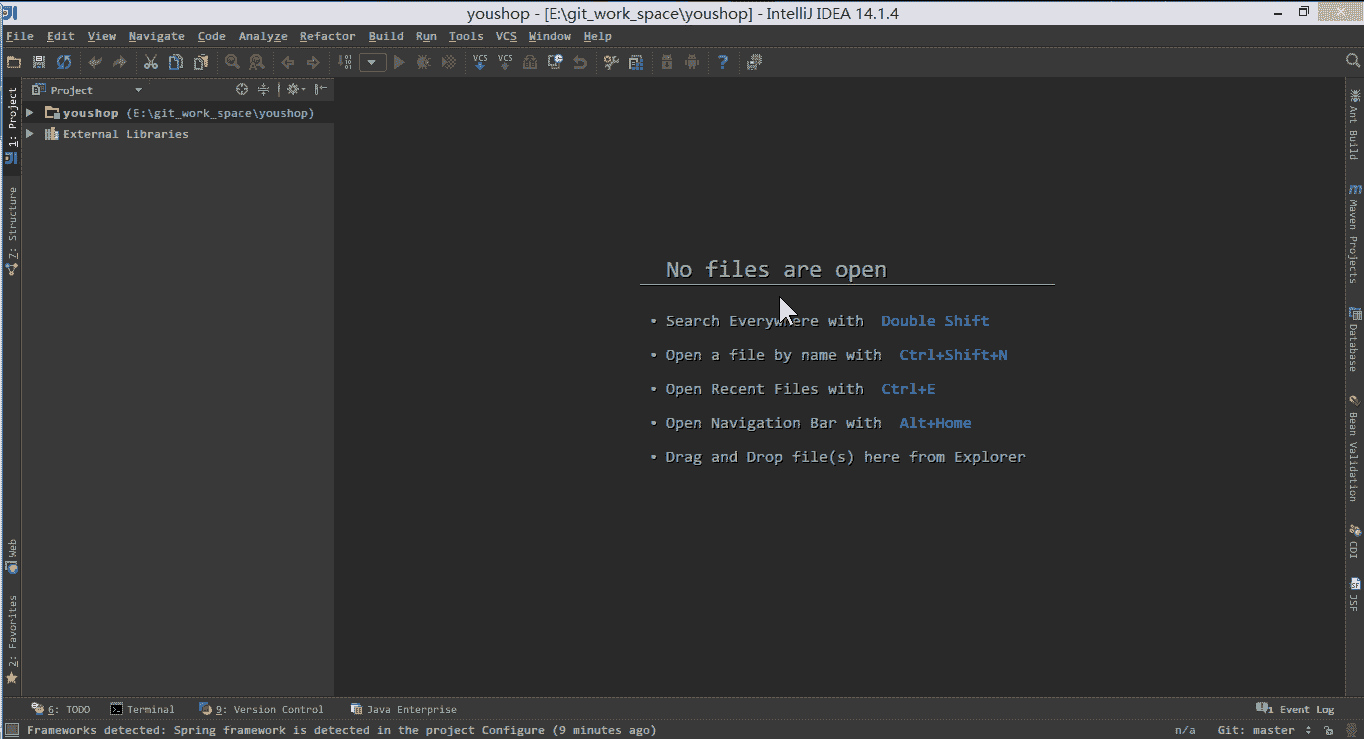 youshop - [E:\git_work_space\youshop] - IntelliJ IDEA 14.1.4
File Edit View Navigate Code Analyze Refactor Build Run Tools VCS Window Help
VCS VCS
Project
youshop (E:\git_work_space\youshop)
External Libraries
1: Project
7: Structure
Web
2: Favorites
No files are open
• Search Everywhere with Double Shift
• Open a file by name with Ctrl+Shift+N
• Open Recent Files with Ctrl+E
• Open Navigation Bar with Alt+Home
• Drag and Drop file(s) here from Explorer
Ant Build
Maven Projects
Database
Bean Validation
CDI
JSF
6: TODO Terminal 9: Version Control Java Enterprise 1 Event Log
Frameworks detected: Spring framework is detected in the project Configure (9 minutes ago) n/a Git: master